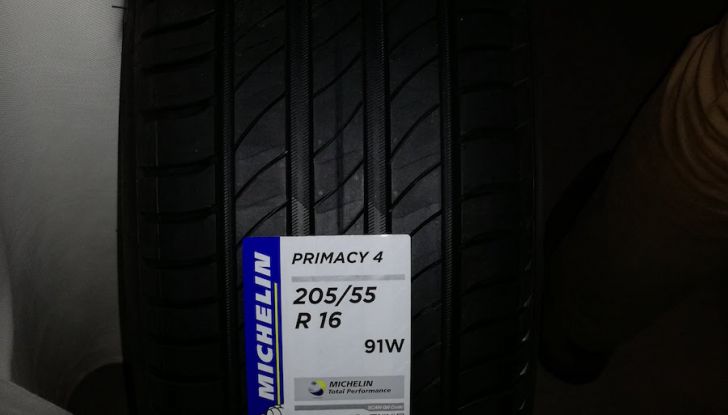 MICHELIN
PRIMACY 4
205/55
R 16
91W
MICHELIN
Total Performance